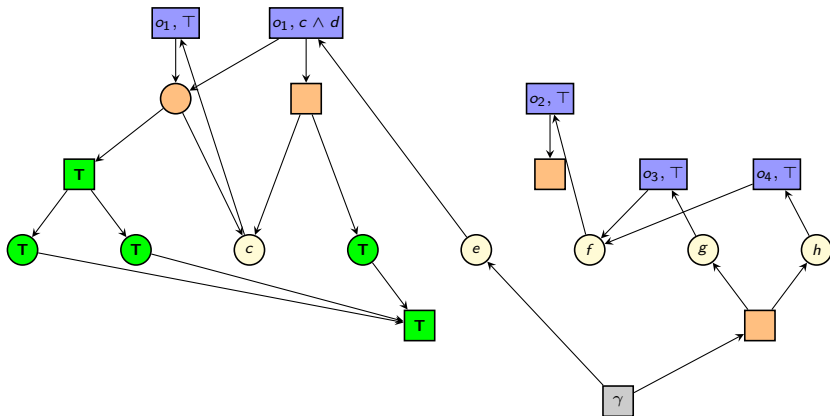 o₁, ⊤
o₁, c ∧ d
o₂, ⊤
T
o₃, ⊤
o₄, ⊤
T
T
c
T
e
f
g
h
T
γ